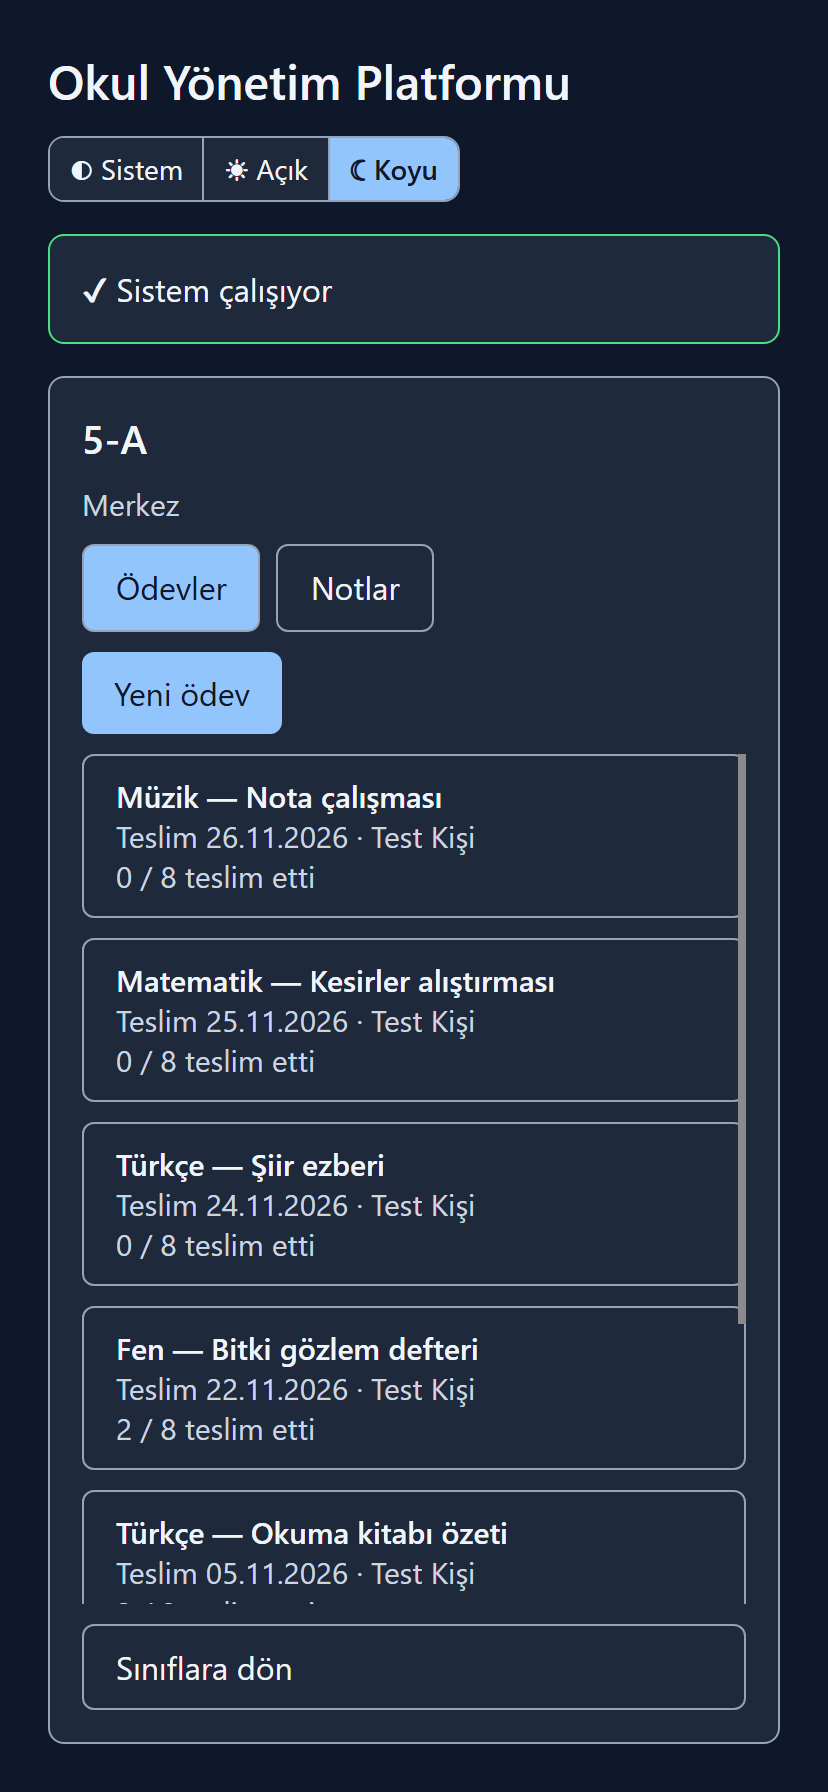 Okul Yönetim Platformu
◐ Sistem ☀ Açık ☾ Koyu
✓ Sistem çalışıyor
5-A
Merkez
Ödevler Notlar
Yeni ödev
Müzik — Nota çalışması
Teslim 26.11.2026 · Test Kişi
0 / 8 teslim etti
Matematik — Kesirler alıştırması
Teslim 25.11.2026 · Test Kişi
0 / 8 teslim etti
Türkçe — Şiir ezberi
Teslim 24.11.2026 · Test Kişi
0 / 8 teslim etti
Fen — Bitki gözlem defteri
Teslim 22.11.2026 · Test Kişi
2 / 8 teslim etti
Türkçe — Okuma kitabı özeti
Teslim 05.11.2026 · Test Kişi
Sınıflara dön